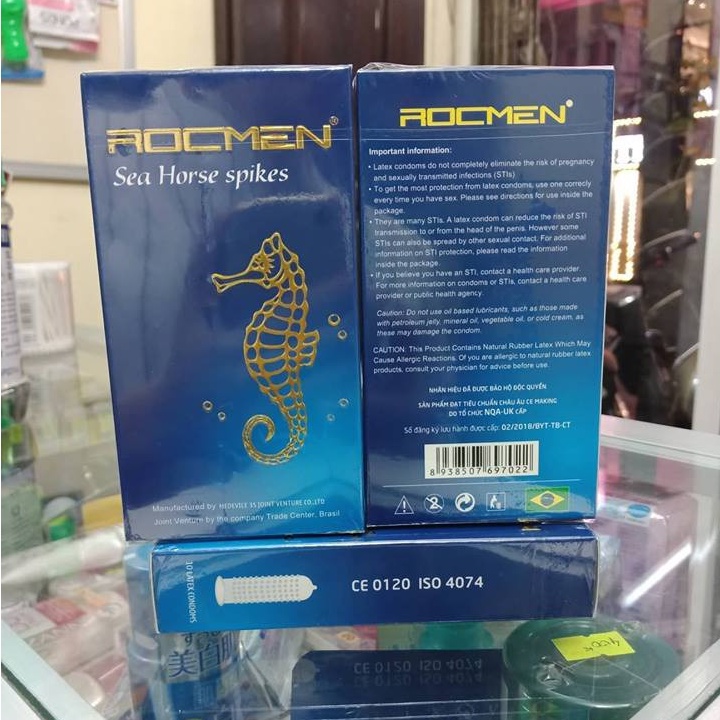 ROCMEN®
Sea Horse spikes
Manufactured by MEDEVICE 3S JOINT VENTURE CO.,LTD
Joint Venture by the company Trade Center, Brasil
ROCMEN
Important information:
• Latex condoms do not completely eliminate the risk of pregnancy
and sexually transmitted infections (STIs)
• To get the most protection from latex condoms, use one correctly
every time you have sex. Please see directions for use inside the
package.
• They are many STIs. A latex condom can reduce the risk of STI
transmission to or from the head of the penis. However some
STIs can also be spread by other sexual contact. For additional
information on STI protection, please read the information
inside the package.
• If you believe you have an STI, contact a health care provider.
For more information on condoms or STIs, contact a health care
provider or public health agency.
Caution: Do not use oil based lubricants, such as those made
with petroleum jelly, mineral oil, vegetable oil, or cold cream, as
these may damage the condom.
CAUTION: This Product Contains Natural Rubber Latex Which May
Cause Allergic Reactions. Of you are allergic to natural rubber latex
products, consult your physician for advice before use.
NHÃN HIỆU ĐÃ ĐƯỢC BẢO HỘ ĐỘC QUYỀN
SẢN PHẨM ĐẠT TIÊU CHUẨN CHÂU ÂU CE MAKING
DO TỔ CHỨC NQA-UK CẤP
Số đăng ký lưu hành được cấp: 02/2018/BYT-TB-CT
8 938507 697022
10 LATEX CONDOMS
CE 0120 ISO 4074
CE 0120 ISO 4074